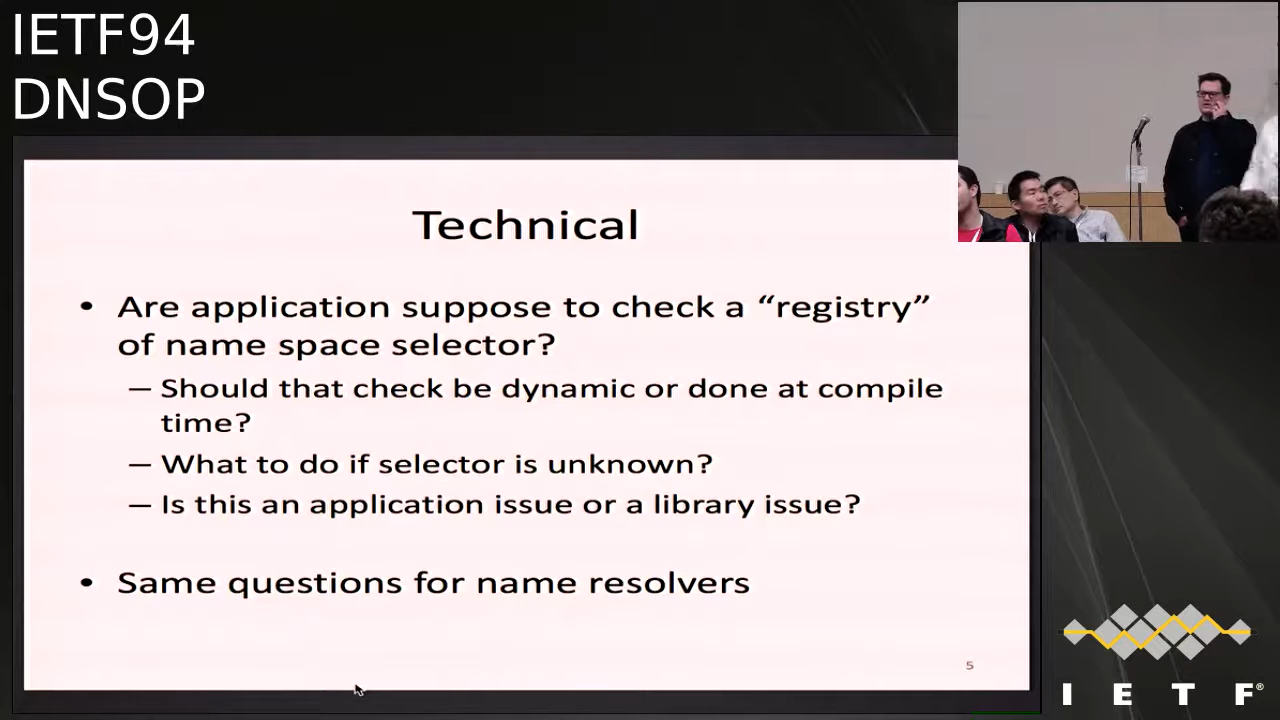 IETF94
DNSOP
Technical
• Are application suppose to check a “registry”
of name space selector?
– Should that check be dynamic or done at compile
time?
– What to do if selector is unknown?
– Is this an application issue or a library issue?
• Same questions for name resolvers
5
I E T F®